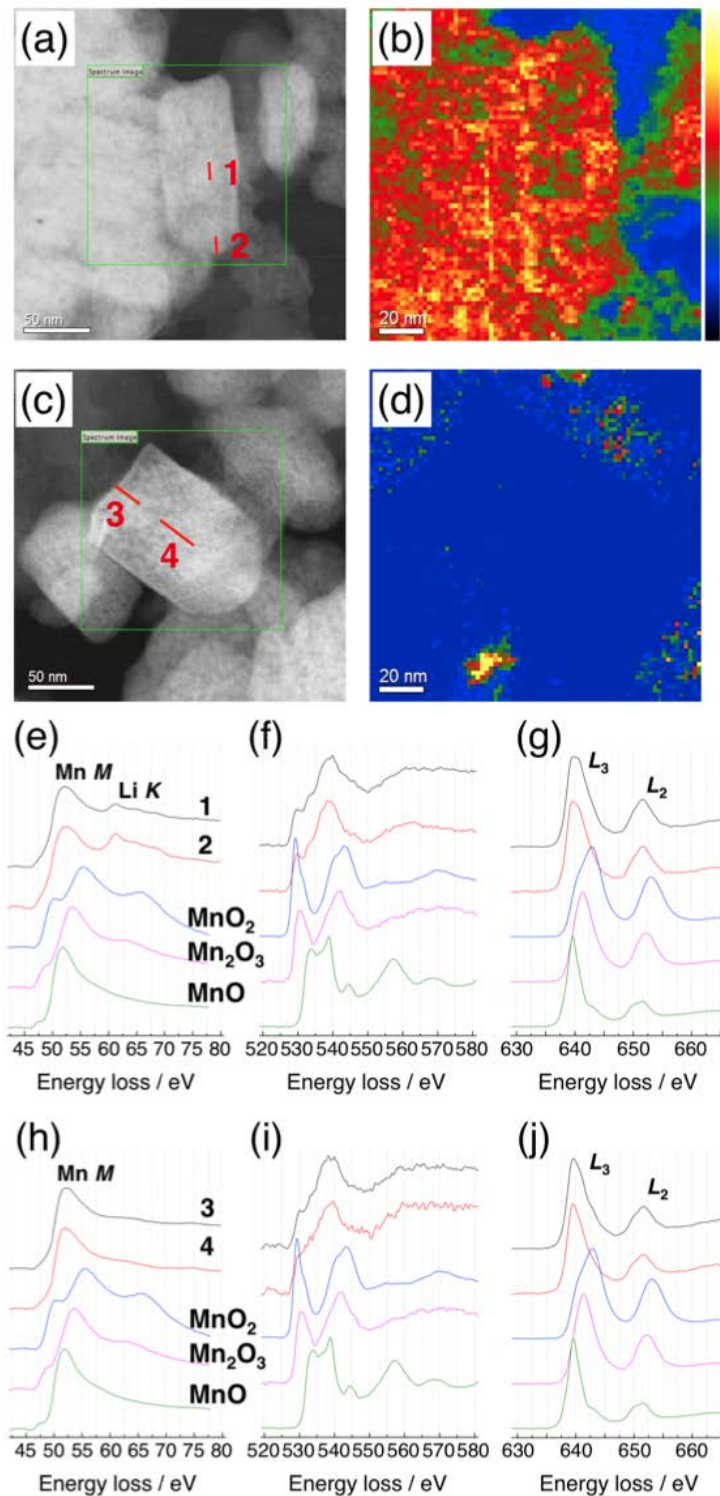 (a)
Spectrum Image
1
2
50 nm
(b)
20 nm
(c)
Spectrum Image
3
4
50 nm
(d)
20 nm
(e)
Mn M
Li K
1
2
MnO₂
Mn₂O₃
MnO
45 50 55 60 65 70 75 80
Energy loss / eV
(f)
520 530 540 550 560 570 580
Energy loss / eV
(g)
L₃
L₂
630 640 650 660
Energy loss / eV
(h)
Mn M
3
4
MnO₂
Mn₂O₃
MnO
45 50 55 60 65 70 75 80
Energy loss / eV
(i)
520 530 540 550 560 570 580
Energy loss / eV
(j)
L₃
L₂
630 640 650 660
Energy loss / eV